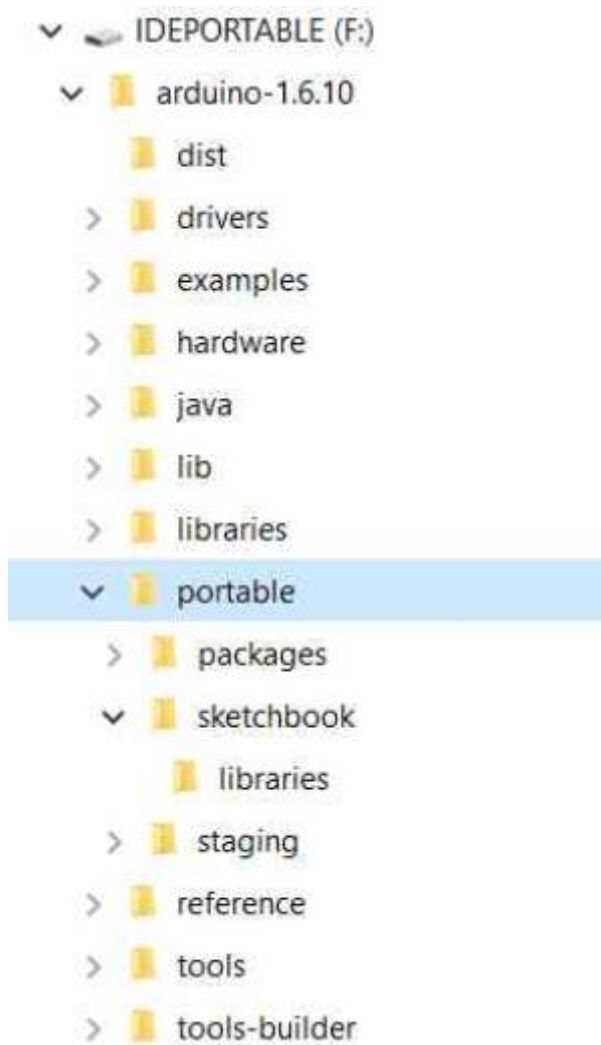 IDEPORTABLE (F:)
arduino-1.6.10
dist
drivers
examples
hardware
java
lib
libraries
portable
packages
sketchbook
libraries
staging
reference
tools
tools-builder